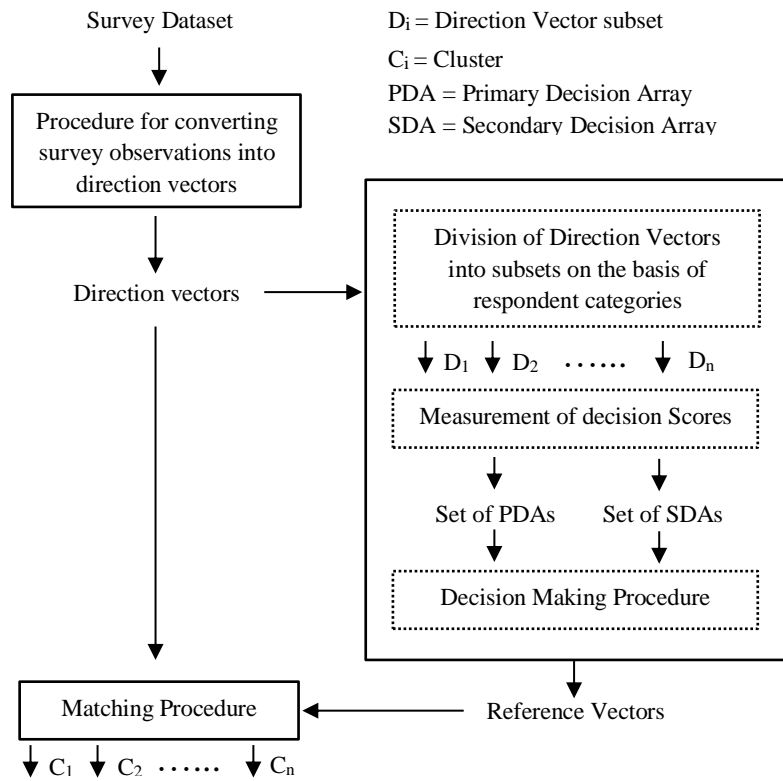 Survey Dataset
Dᵢ = Direction Vector subset
Cᵢ = Cluster
PDA = Primary Decision Array
SDA = Secondary Decision Array
Procedure for converting
survey observations into
direction vectors
Direction vectors
Division of Direction Vectors
into subsets on the basis of
respondent categories
D₁ D₂ ...... Dₙ
Measurement of decision Scores
Set of PDAs Set of SDAs
Decision Making Procedure
Reference Vectors
Matching Procedure
C₁ C₂ ...... Cₙ